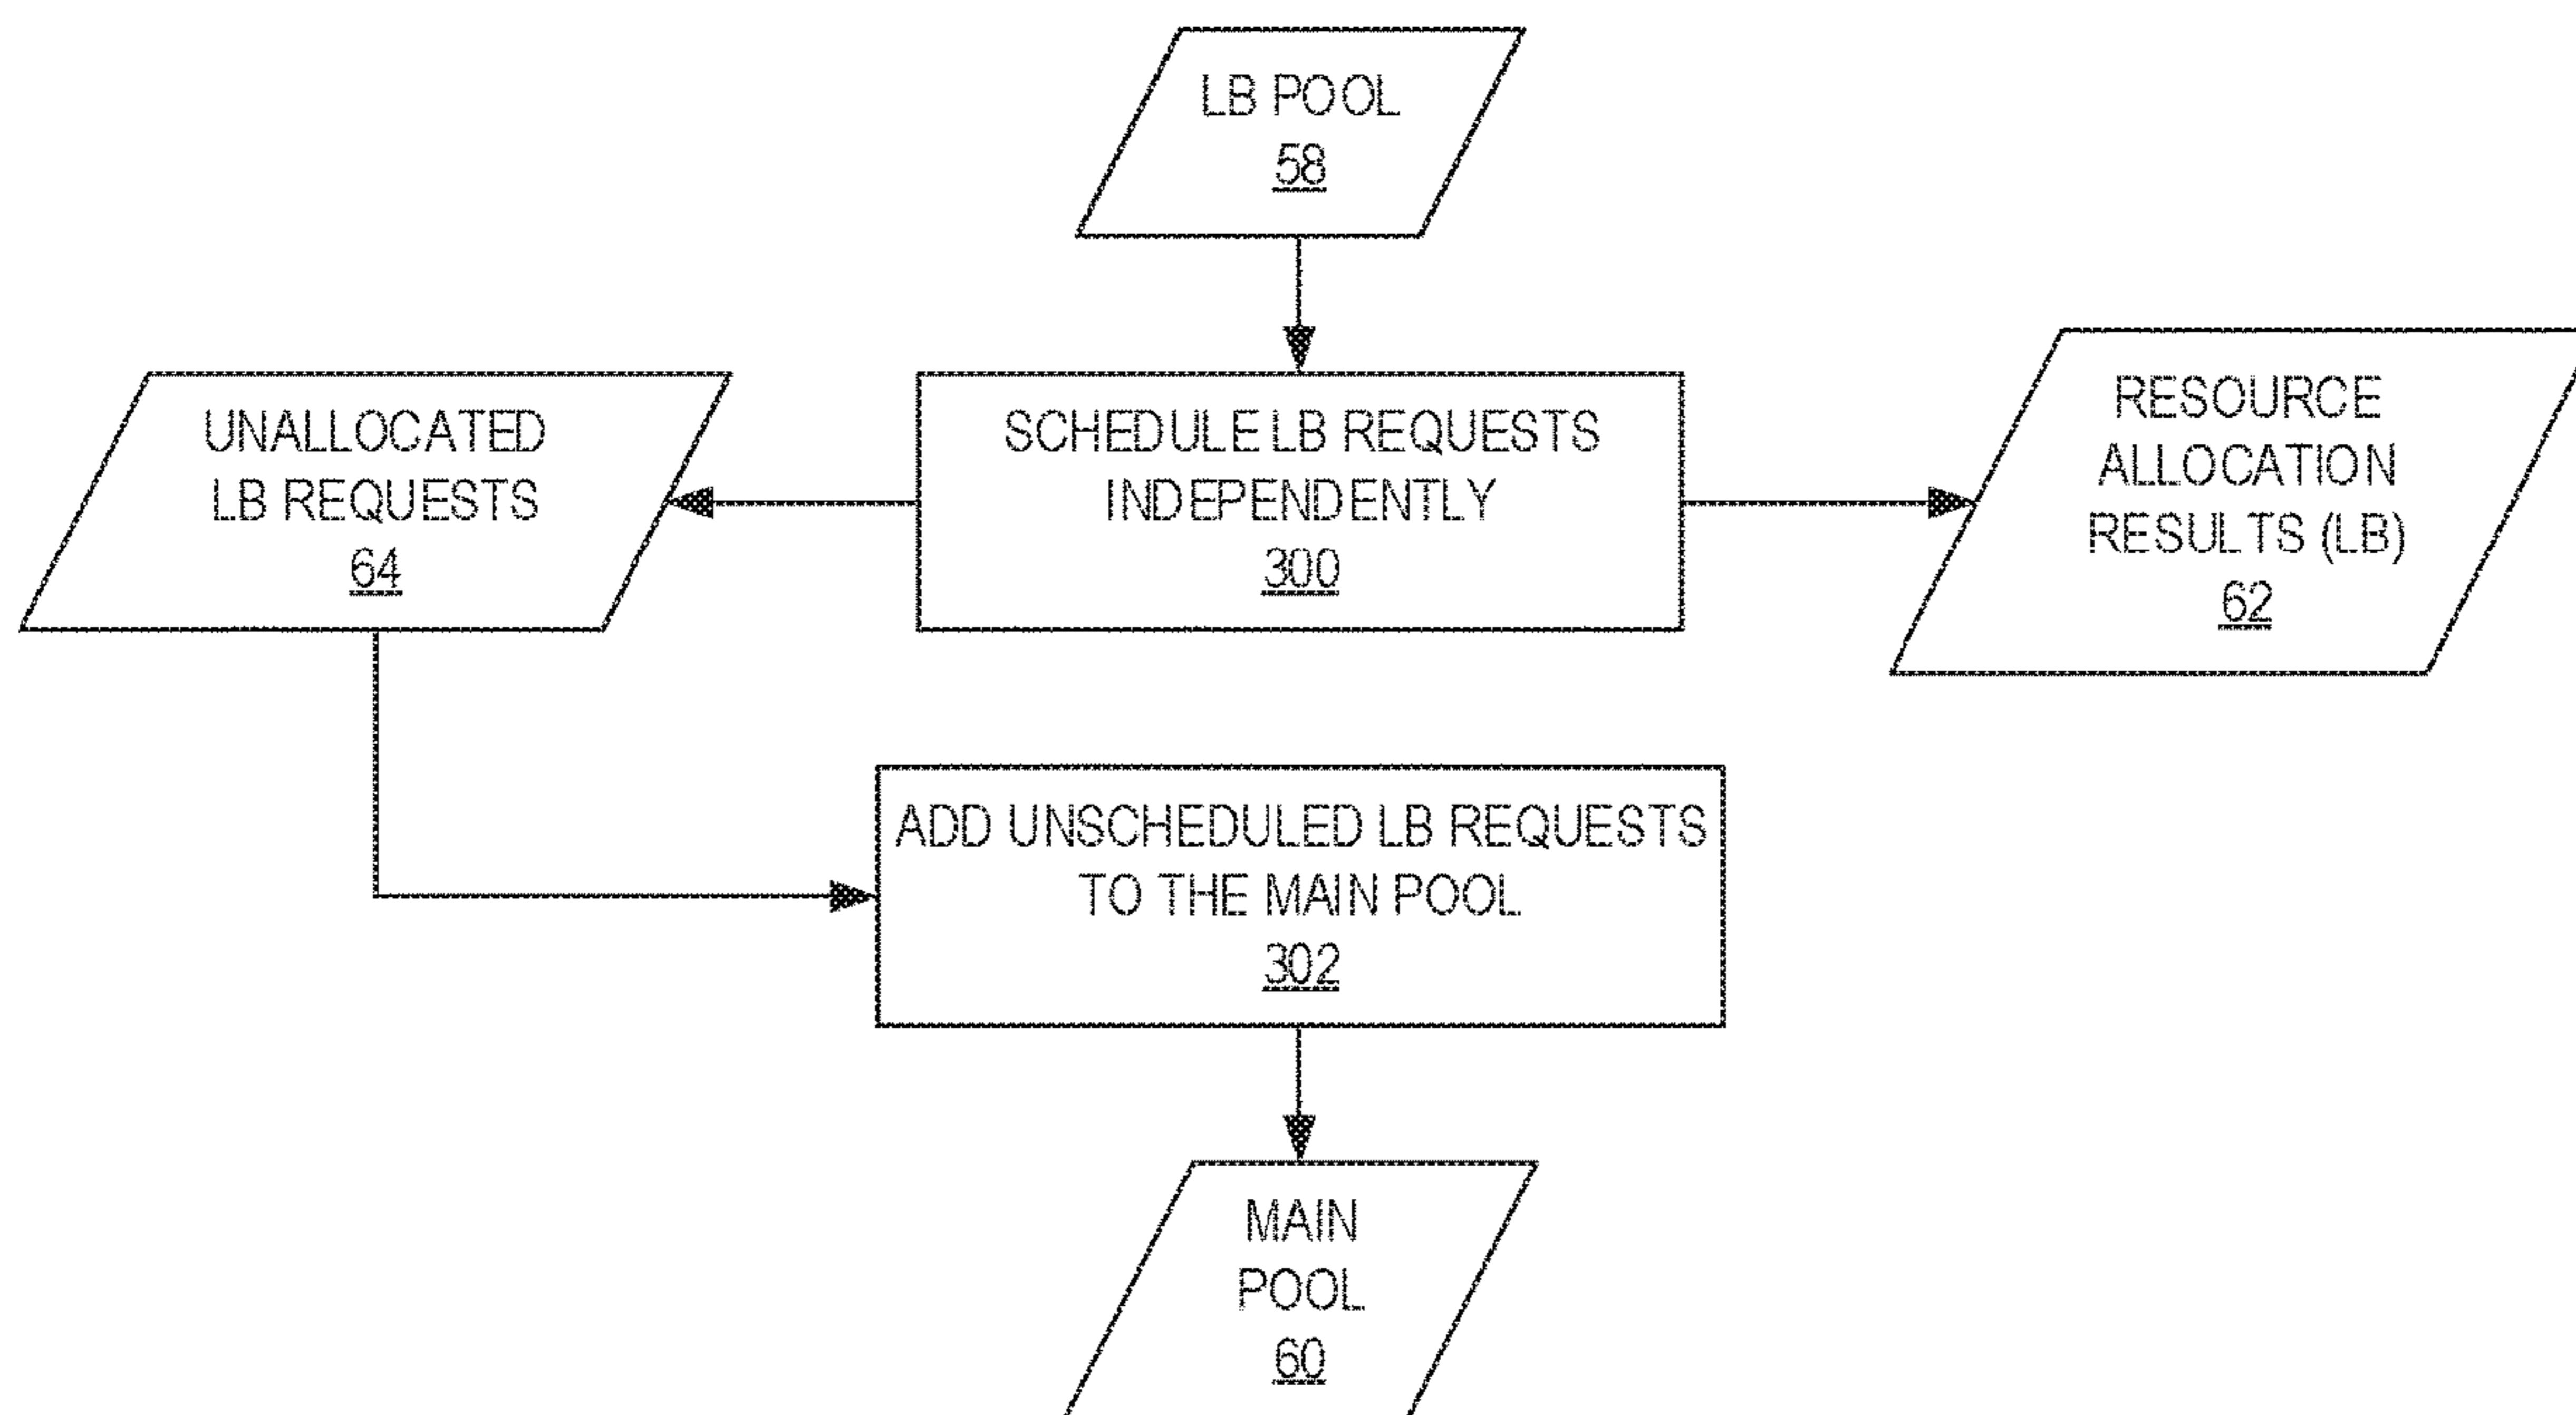 LB POOL
58
UNALLOCATED
LB REQUESTS
64
SCHEDULE LB REQUESTS
INDEPENDENTLY
300
RESOURCE
ALLOCATION
RESULTS (LB)
62
ADD UNSCHEDULED LB REQUESTS
TO THE MAIN POOL
302
MAIN
POOL
60